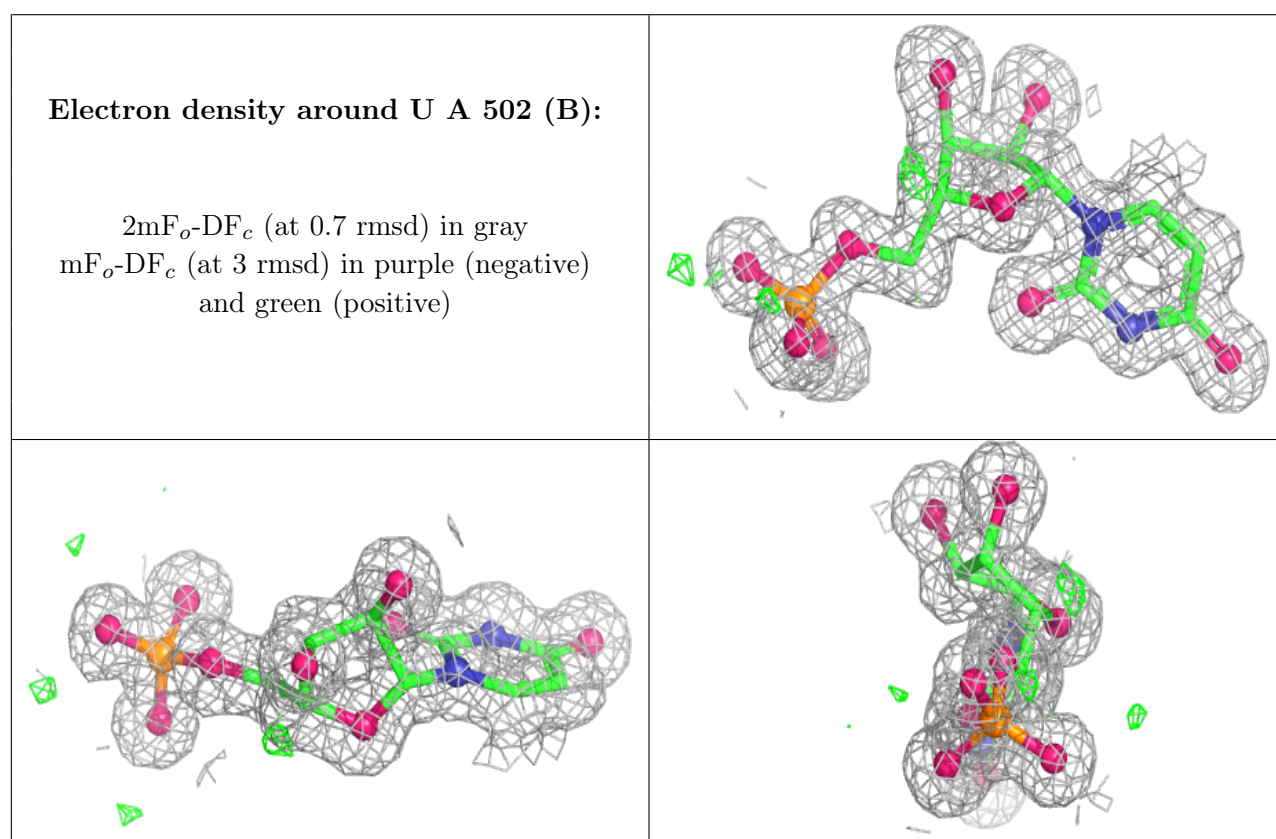 Electron density around U A 502 (B):
2mFo-DFc (at 0.7 rmsd) in gray
mFo-DFc (at 3 rmsd) in purple (negative)
and green (positive)